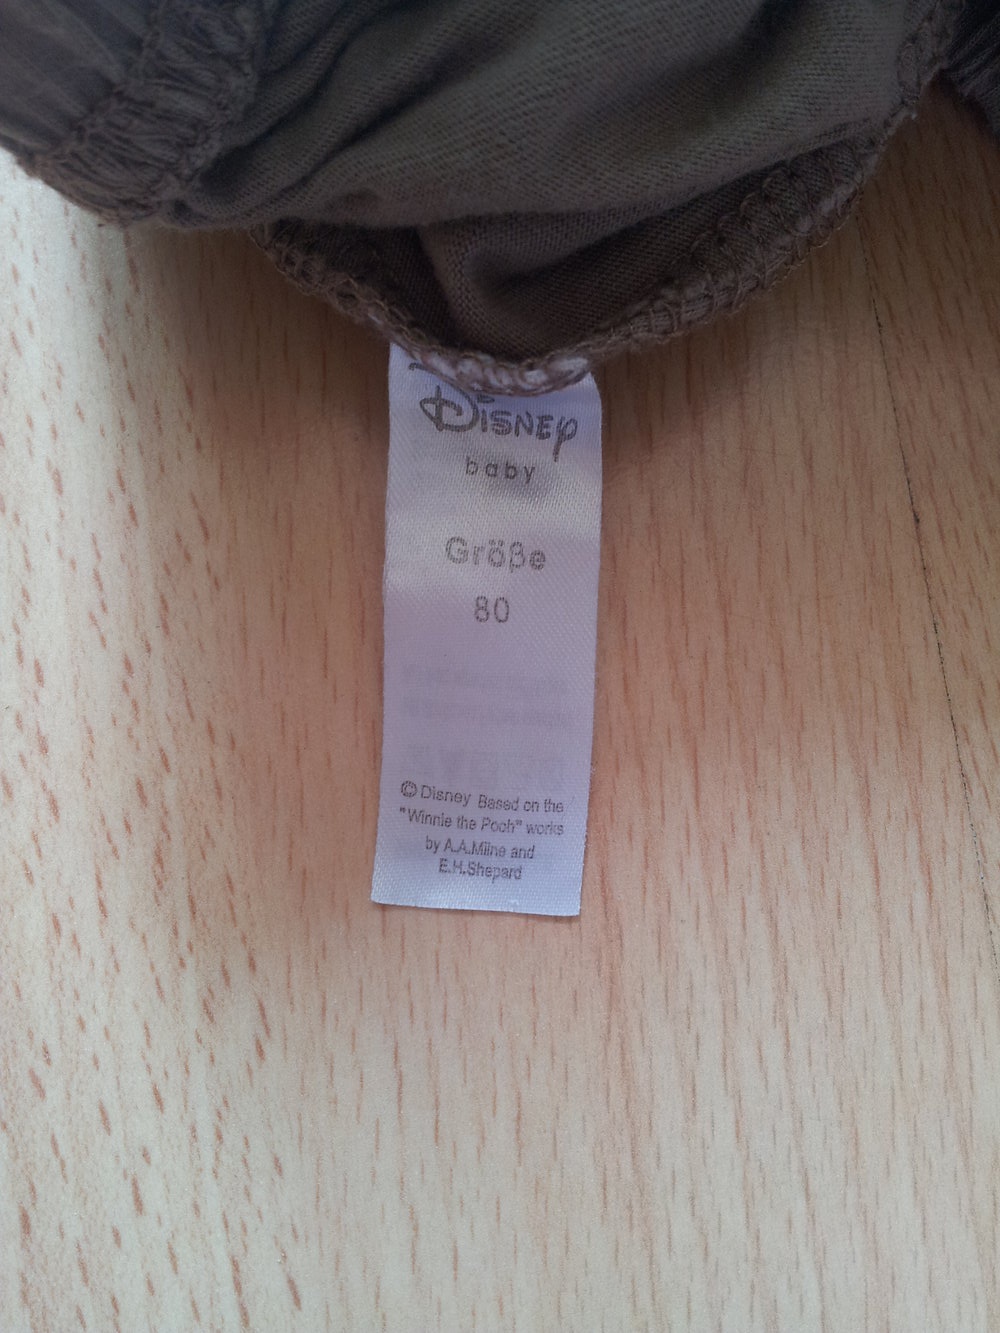 Disney
baby
Größe
80
© Disney Based on the
"Winnie the Pooh" works
by A.A.Milne and
E.H.Shepard